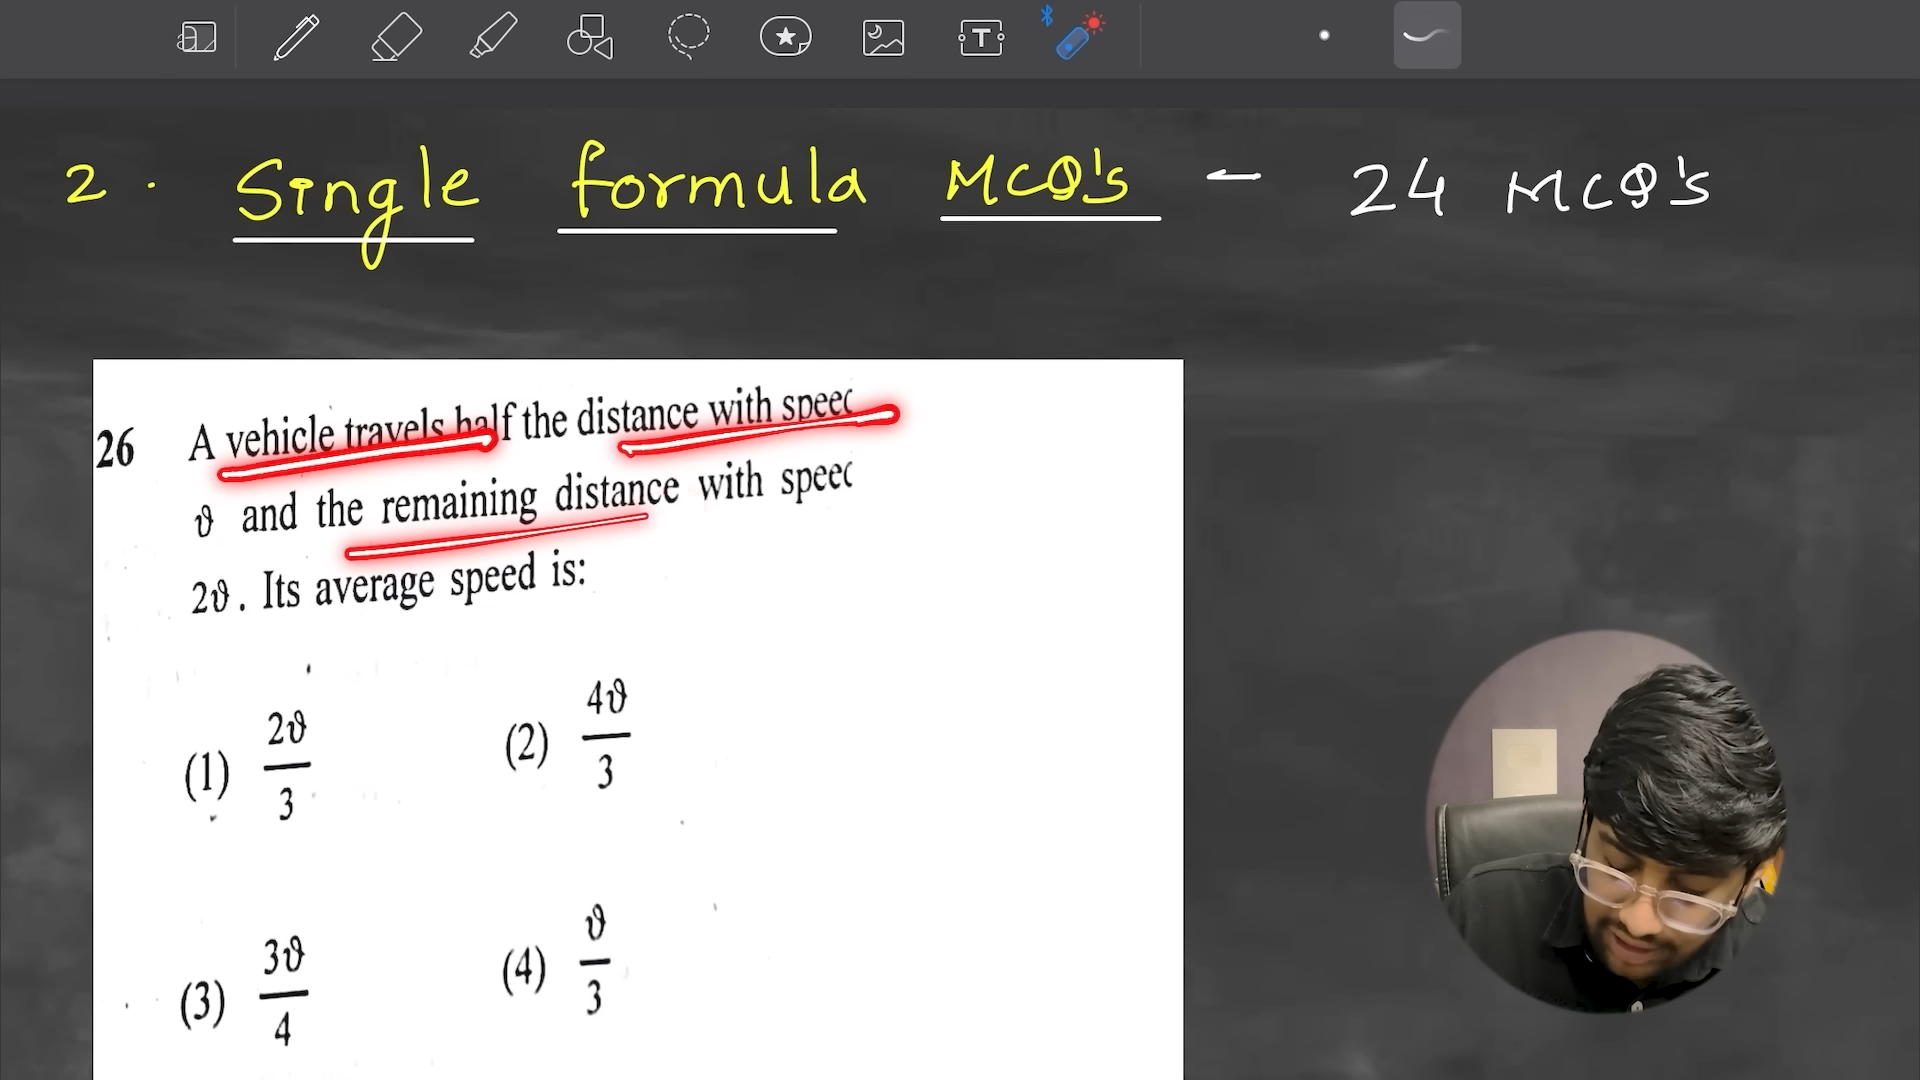 2. Single formula MCQ's - 24 MCQ's
26 A vehicle travels half the distance with speed
ϑ and the remaining distance with speed
2ϑ. Its average speed is:
(1) 2ϑ/3 (2) 4ϑ/3
(3) 3ϑ/4 (4) ϑ/3